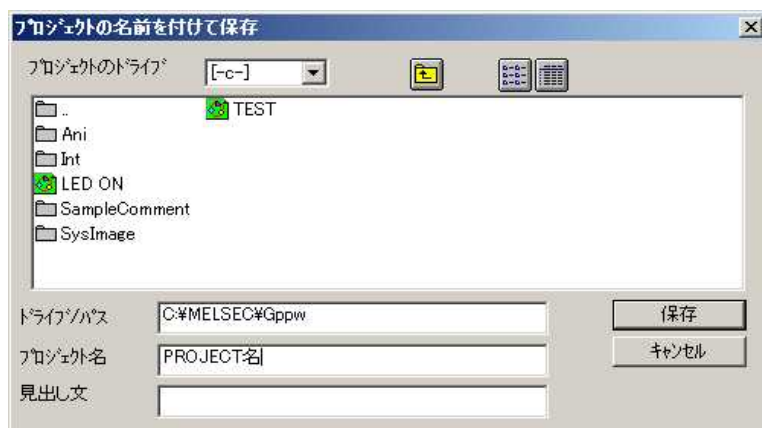 プロジェクトの名前を付けて保存
プロジェクトのドライブ [-c-]
.. TEST
Ani
Int
LED ON
SampleComment
SysImage
ドライブ/パス C:¥MELSEC¥Gppw 保存
プロジェクト名 PROJECT名 キャンセル
見出し文